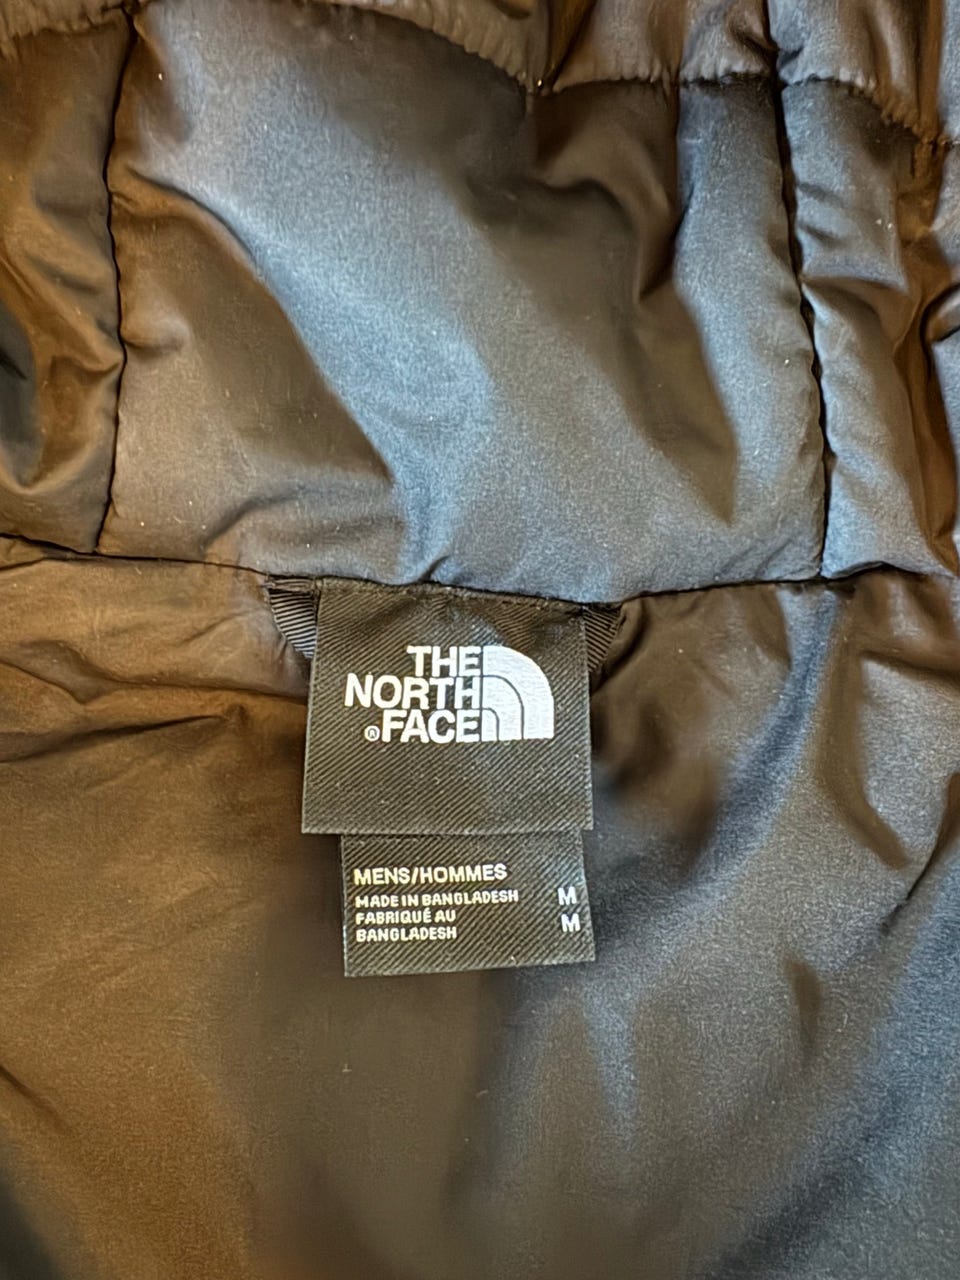 THE
NORTH
®FACE
MENS/HOMMES
MADE IN BANGLADESH M
FABRIQUÉ AU M
BANGLADESH